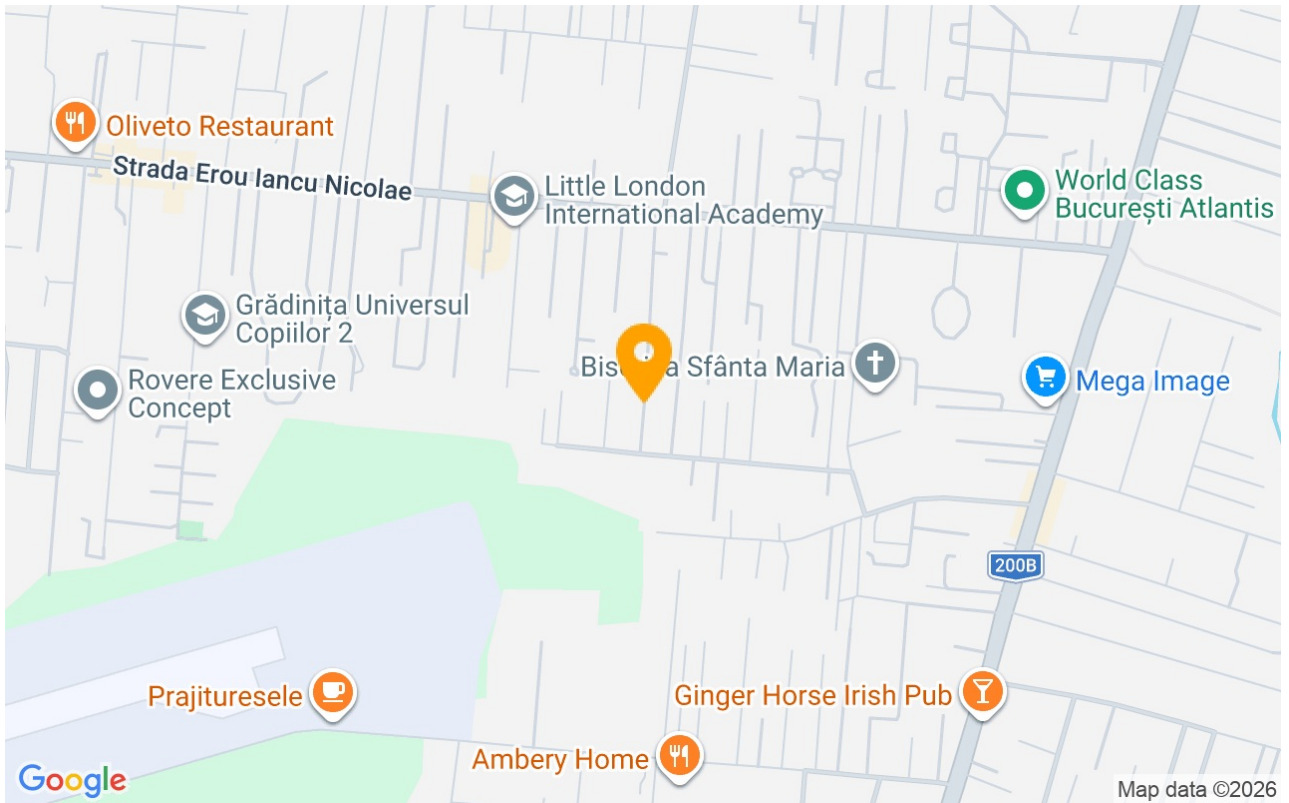 Oliveto Restaurant
Strada Erou Iancu Nicolae
Little London
International Academy
World Class
București Atlantis
Grădinița Universul
Copiilor 2
Rovere Exclusive
Concept
Sfânta Maria
Mega Image
200B
Prajituresele
Ginger Horse Irish Pub
Ambery Home
Google
Map data ©2026